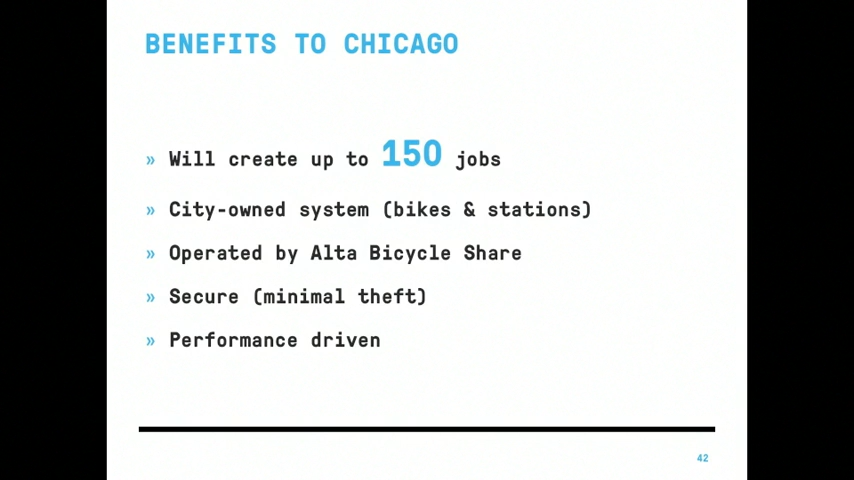 BENEFITS TO CHICAGO
» Will create up to 150 jobs
» City-owned system (bikes & stations)
» Operated by Alta Bicycle Share
» Secure (minimal theft)
» Performance driven
42